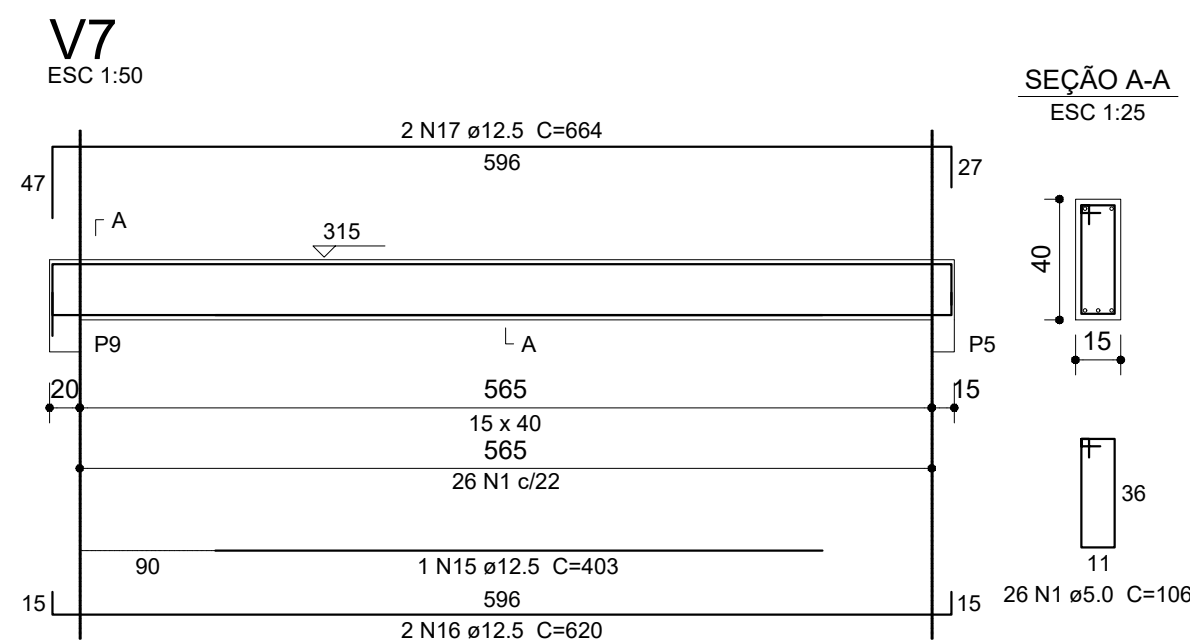 V7
ESC 1:50
SEÇÃO A-A
ESC 1:25
2 N17 ø12.5 C=664
596
47
27
A
315
40
P9
A
P5
15
20
565
15
15 x 40
565
26 N1 c/22
36
90
1 N15 ø12.5 C=403
11
15
596
15
26 N1 ø5.0 C=106
2 N16 ø12.5 C=620